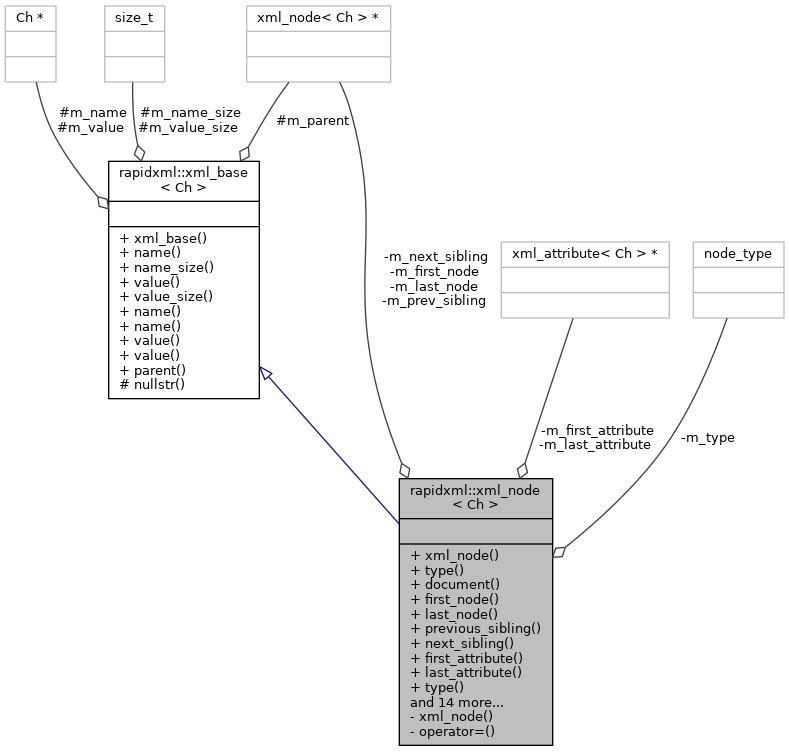 Ch *
size_t
xml_node< Ch > *
#m_name
#m_value
#m_name_size
#m_value_size
#m_parent
rapidxml::xml_base
< Ch >
+ xml_base()
+ name()
+ name_size()
+ value()
+ value_size()
+ name()
+ name()
+ value()
+ value()
+ parent()
# nullstr()
-m_next_sibling
-m_first_node
-m_last_node
-m_prev_sibling
xml_attribute< Ch > *
node_type
-m_first_attribute
-m_last_attribute
-m_type
rapidxml::xml_node
< Ch >
+ xml_node()
+ type()
+ document()
+ first_node()
+ last_node()
+ previous_sibling()
+ next_sibling()
+ first_attribute()
+ last_attribute()
+ type()
and 14 more...
- xml_node()
- operator=()